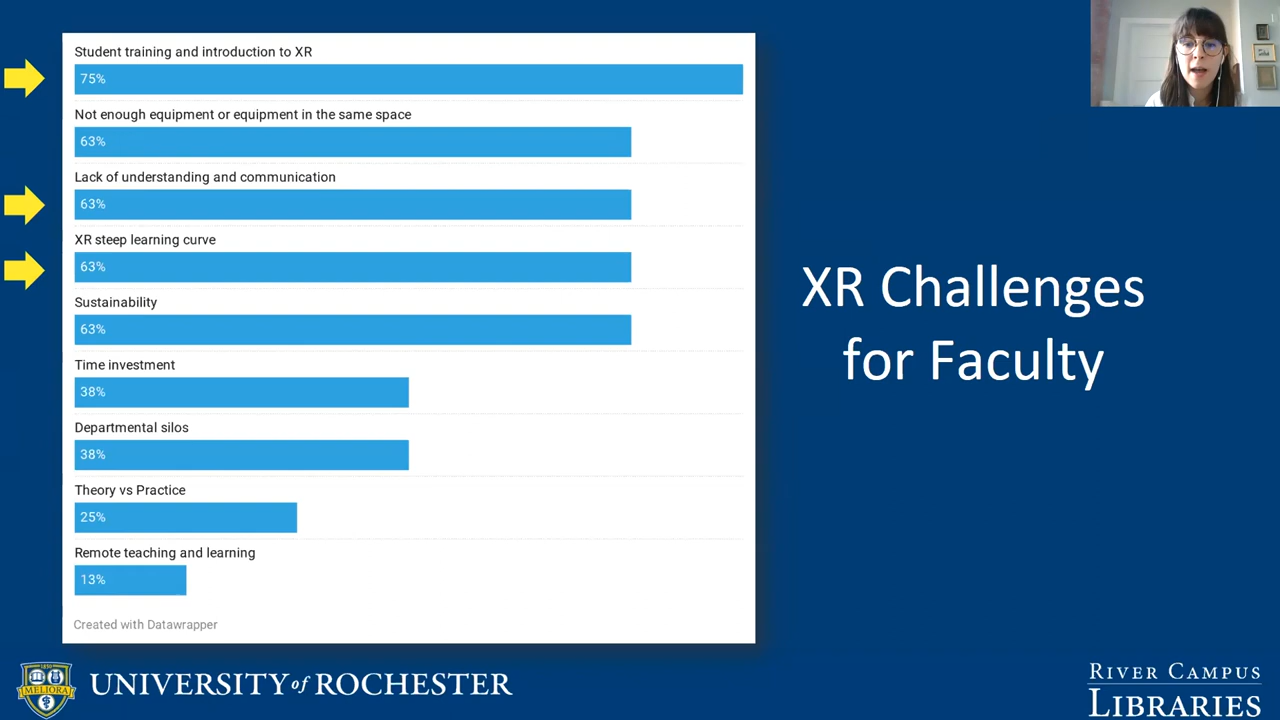 Student training and introduction to XR
75%
Not enough equipment or equipment in the same space
63%
Lack of understanding and communication
63%
XR steep learning curve
63%
Sustainability
63%
Time investment
38%
Departmental silos
38%
Theory vs Practice
25%
Remote teaching and learning
13%
Created with Datawrapper
XR Challenges
for Faculty
1850
MELIORA
UNIVERSITY of ROCHESTER
RIVER CAMPUS
LIBRARIES